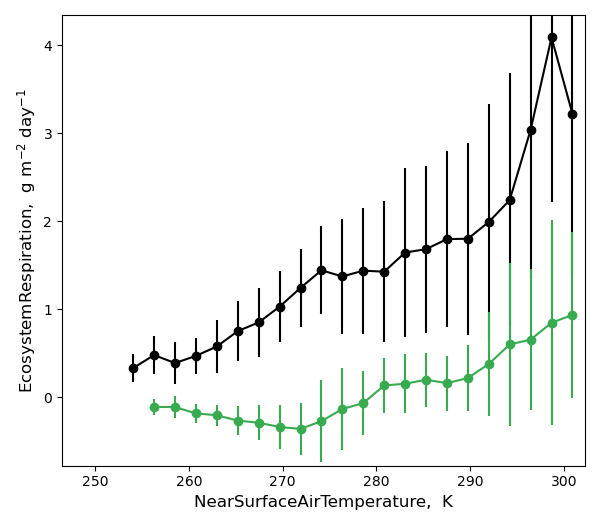 4
3
2
1
0
EcosystemRespiration, g m⁻² day⁻¹
250 260 270 280 290 300
NearSurfaceAirTemperature, K